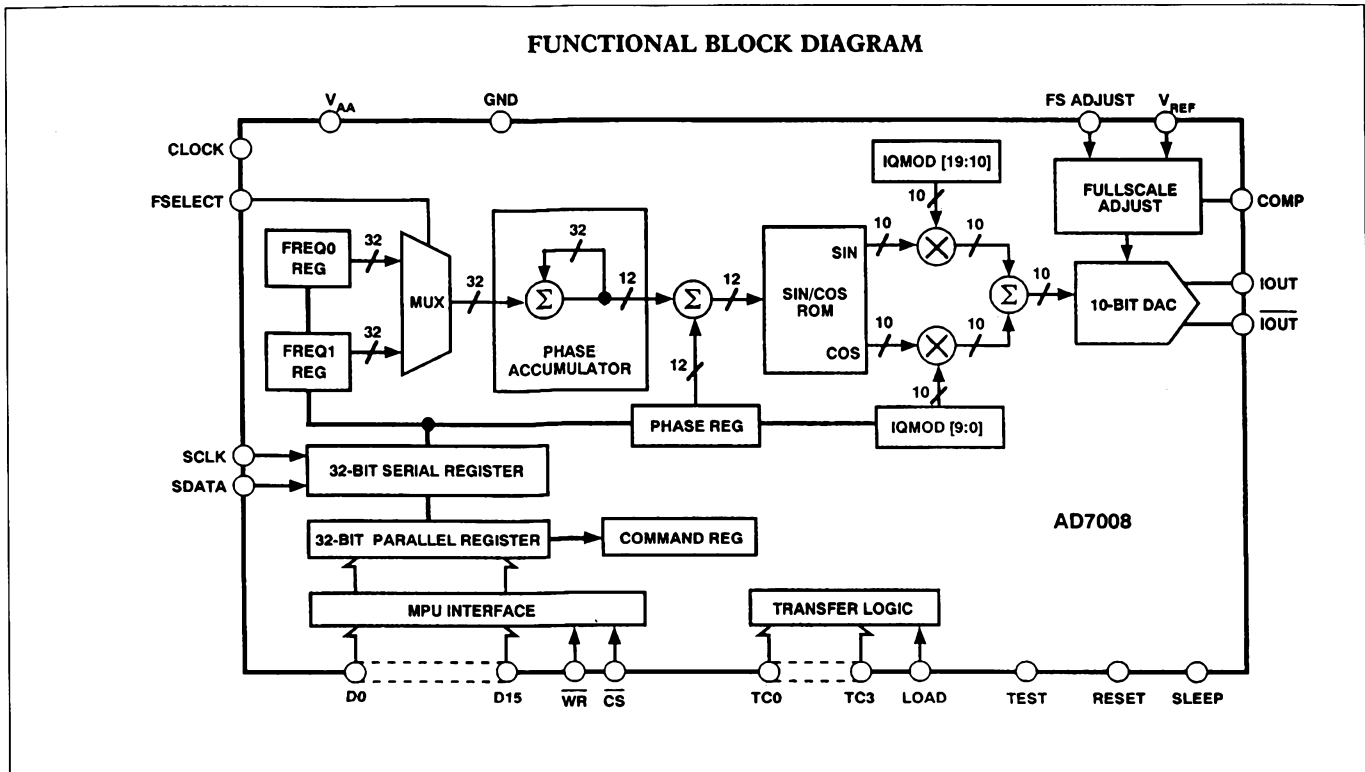 FUNCTIONAL BLOCK DIAGRAM
VAA
GND
FS ADJUST
VREF
CLOCK
FSELECT
COMP
IOUT
IOUT
SCLK
SDATA
FREQ0
REG
32
FREQ1
REG
32
MUX
32
32
Σ
12
PHASE
ACCUMULATOR
Σ
12
12
PHASE REG
SIN
SIN/COS
ROM
COS
10
10
IQMOD [19:10]
10
10
10
10
IQMOD [9:0]
Σ
10
FULLSCALE
ADJUST
10-BIT DAC
32-BIT SERIAL REGISTER
32-BIT PARALLEL REGISTER
COMMAND REG
AD7008
MPU INTERFACE
TRANSFER LOGIC
D0
D15
WR
CS
TC0
TC3
LOAD
TEST
RESET
SLEEP